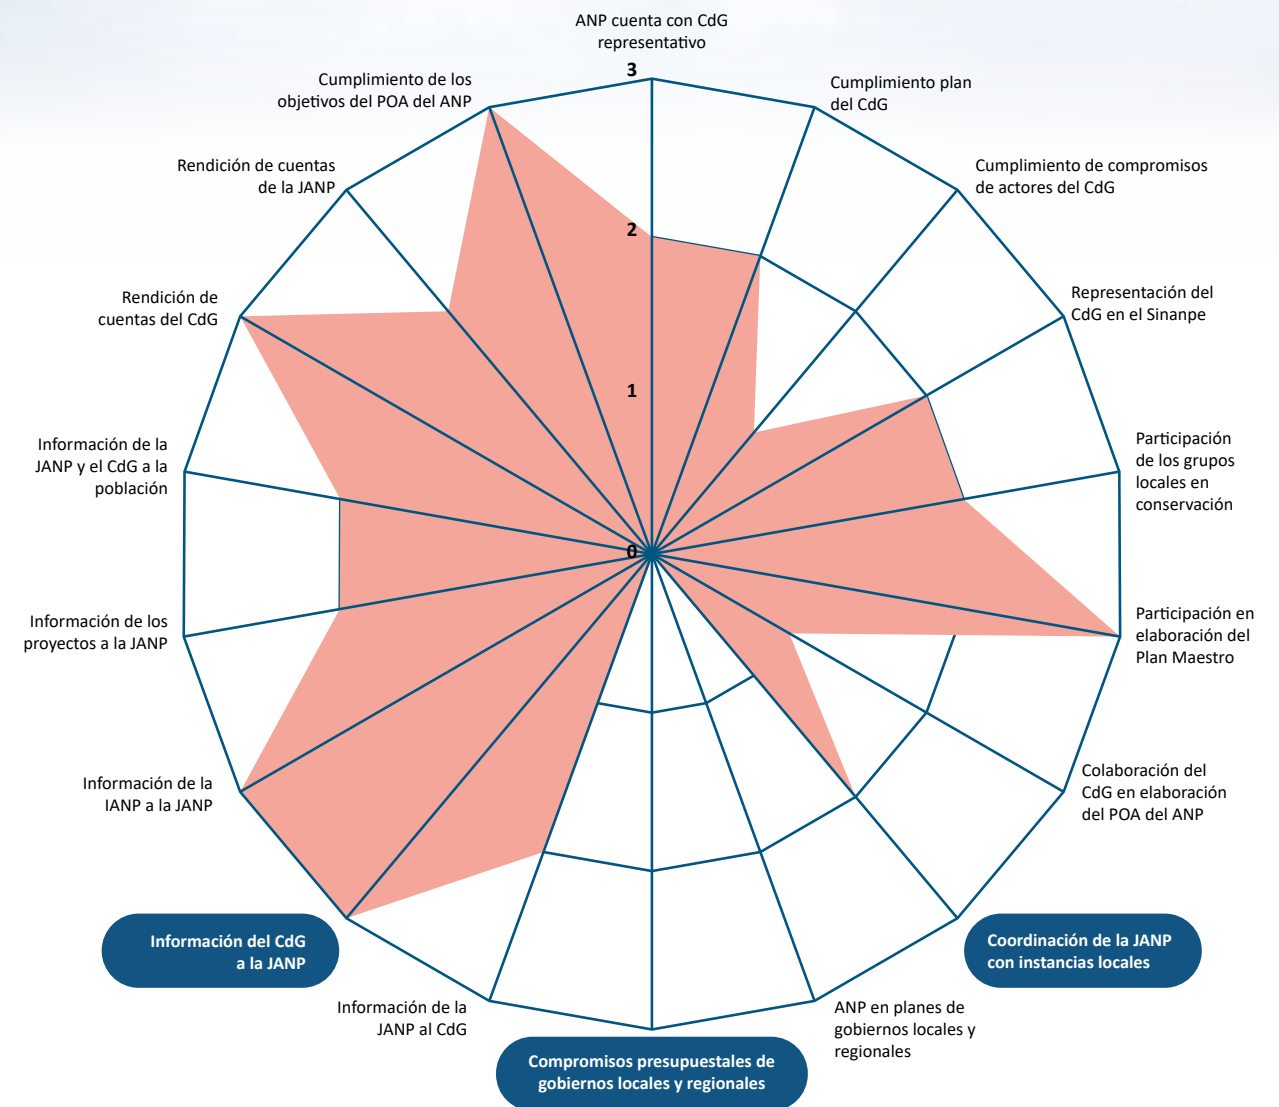 ANP cuenta con CdG
representativo
Cumplimiento plan
del CdG
Cumplimiento de compromisos
de actores del CdG
Representación del
CdG en el Sinanpe
Participación
de los grupos
locales en
conservación
Participación en
elaboración del
Plan Maestro
Colaboración del
CdG en elaboración
del POA del ANP
Coordinación de la JANP
con instancias locales
ANP en planes de
gobiernos locales y
regionales
Compromisos presupuestales de
gobiernos locales y regionales
Información de la
JANP al CdG
Información del CdG
a la JANP
Información de la
IANP a la JANP
Información de los
proyectos a la JANP
Información de la
JANP y el CdG a la
población
Rendición de
cuentas del CdG
Rendición de cuentas
de la JANP
Cumplimiento de los
objetivos del POA del ANP
3
2
1
0